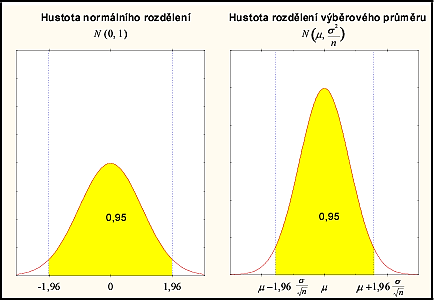 Hustota normálního rozdělení
N (0, 1)
0,95
-1,96 0 1,96
Hustota rozdělení výběrového průměru
N(μ, σ²/n)
0,95
μ −1,96 σ/√n μ μ +1,96 σ/√n